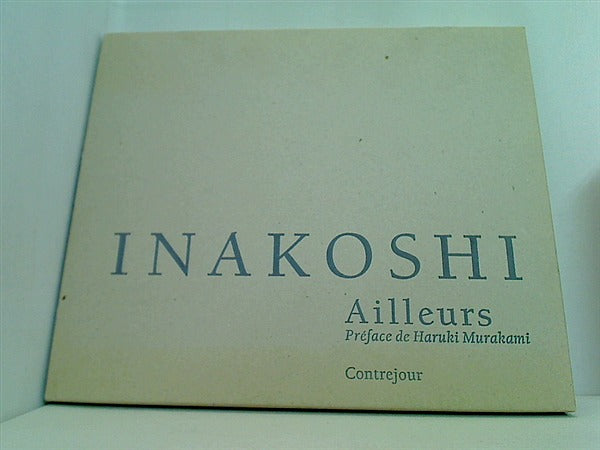 INAKOSHI
Ailleurs
Préface de Haruki Murakami
Contrejour